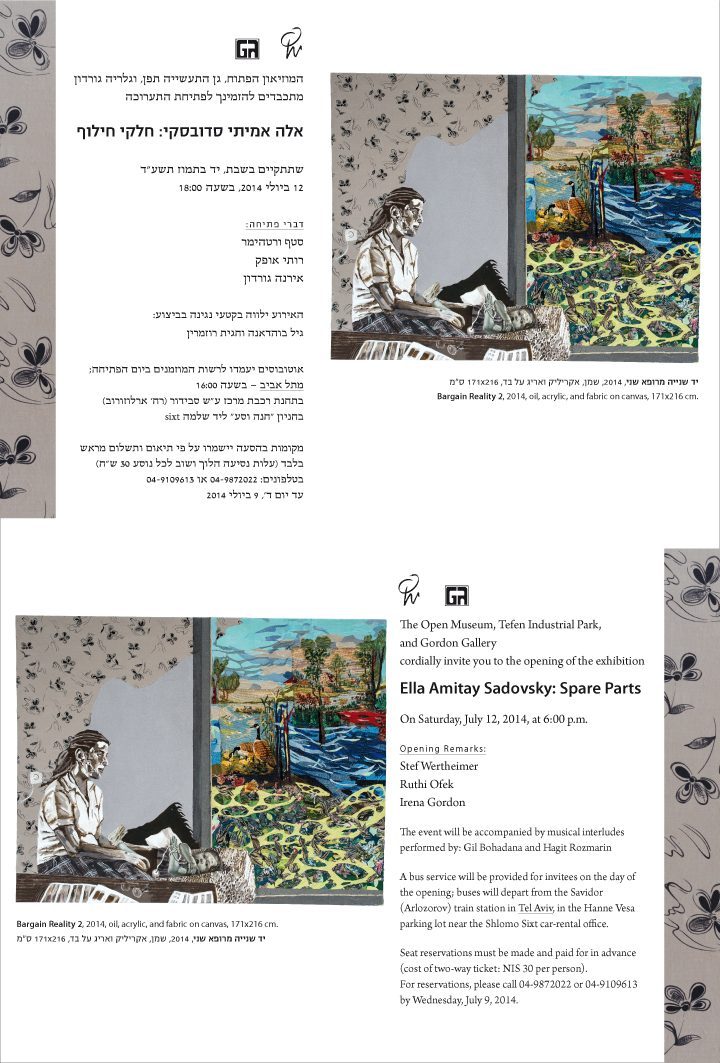 GA
המוזיאון הפתוח, גן התעשייה תפן, וגלריה גורדון
מתכבדים להזמינך לפתיחת התערוכה
אלה אמיתי סדובסקי: חלקי חילוף
שתתקיים בשבת, יד בתמוז תשע״ד
12 ביולי 2014, בשעה 18:00
דברי פתיחה:
סטף ורטהימר
רותי אופק
אירנה גורדון
האירוע ילווה בקטעי נגינה בביצוע:
גיל בוהדאנה וחגית רוזמרין
אוטובוסים יעמדו לרשות המוזמנים ביום הפתיחה;
מתל אביב – בשעה 16:00
בתחנת רכבת מרכז ע״ש סבידור (רח׳ ארלוזורוב)
בחניון ״חנה וסע״ ליד שלמה sixt
מקומות בהסעה יישמרו על פי תיאום ותשלום מראש
בלבד (עלות נסיעה הלוך ושוב לכל נוסע 30 ש״ח)
בטלפונים: 04-9872022 או 04-9109613
עד יום ד׳, 9 ביולי 2014
יד שנייה מרופא שני, 2014, שמן, אקריליק ואריג על בד, 171x216 ס״מ
Bargain Reality 2, 2014, oil, acrylic, and fabric on canvas, 171x216 cm.
GA
The Open Museum, Tefen Industrial Park,
and Gordon Gallery
cordially invite you to the opening of the exhibition
Ella Amitay Sadovsky: Spare Parts
On Saturday, July 12, 2014, at 6:00 p.m.
Opening Remarks:
Stef Wertheimer
Ruthi Ofek
Irena Gordon
The event will be accompanied by musical interludes
performed by: Gil Bohadana and Hagit Rozmarin
A bus service will be provided for invitees on the day of
the opening; buses will depart from the Savidor
(Arlozorov) train station in Tel Aviv, in the Hanne Vesa
parking lot near the Shlomo Sixt car-rental office.
Seat reservations must be made and paid for in advance
(cost of two-way ticket: NIS 30 per person).
For reservations, please call 04-9872022 or 04-9109613
by Wednesday, July 9, 2014.
Bargain Reality 2, 2014, oil, acrylic, and fabric on canvas, 171x216 cm.
יד שנייה מרופא שני, 2014, שמן, אקריליק ואריג על בד, 171x216 ס״מ